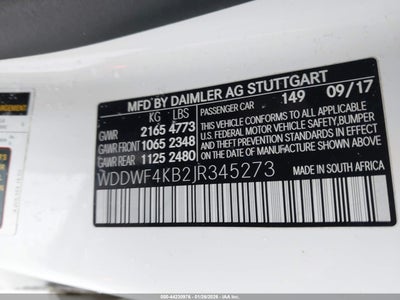 MFD BY DAIMLER AG STUTTGART
KG LBS
PASSENGER CAR 149 09/17
GVWR 2165 4773
THIS VEHICLE CONFORMS TO ALL APPLICABLE
GAWR FRONT 1065 2348
U.S. FEDERAL MOTOR VEHICLE SAFETY,BUMPER
GAWR REAR 1125 2480
AND THEFT PREVENTION STANDARDS IN EFFECT
ON THE DATE OF MANUFACTURE SHOWN ABOVE.
WDDWF4KB2JR345273
MADE IN SOUTH AFRICA